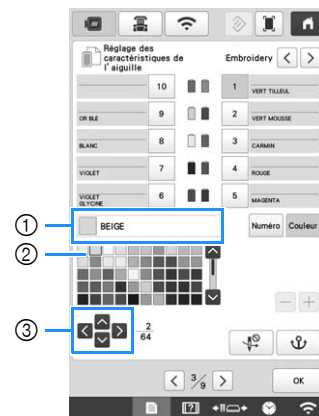 Réglage des
caractéristiques de
l'aiguille
Embroidery
10
1
VERT TILLEUL
OR BLE
9
2
VERT MOUSSE
BLANC
8
3
CARMIN
VIOLET
7
4
ROUGE
VIOLET
GLYCINE
6
5
MAGENTA
① BEIGE
Numéro
Couleur
②
③
2
64
3/9
OK